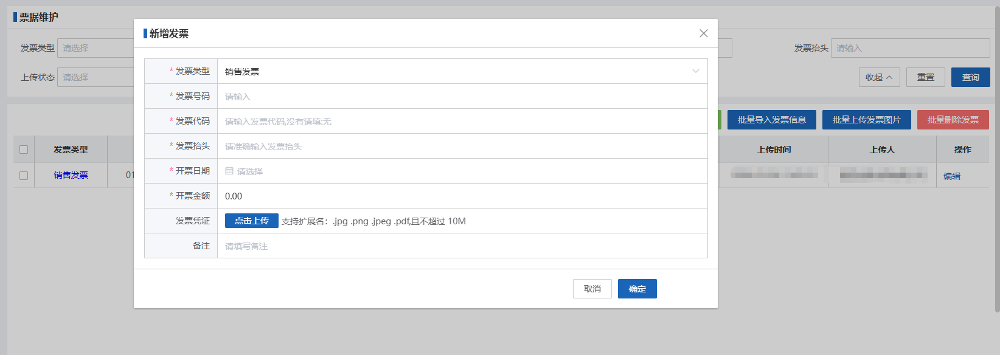 票据维护
新增发票
发票类型 请选择
发票抬头 请输入
上传状态 请选择
收起 重置 查询
* 发票类型 销售发票
* 发票号码 请输入
* 发票代码 请输入发票代码,没有请填:无
* 发票抬头 请准确输入发票抬头
* 开票日期 请选择
* 开票金额 0.00
发票凭证 点击上传 支持扩展名：.jpg .png .jpeg .pdf,且不超过 10M
备注 请填写备注
取消 确定
批量导入发票信息 批量上传发票图片 批量删除发票
发票类型 上传时间 上传人 操作
销售发票 01 编辑